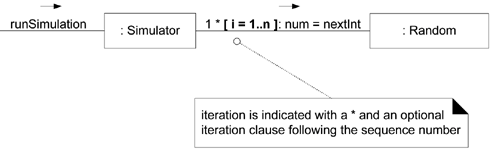 runSimulation
: Simulator
1 * [ i = 1..n ]: num = nextInt
: Random
iteration is indicated with a * and an optional
iteration clause following the sequence number